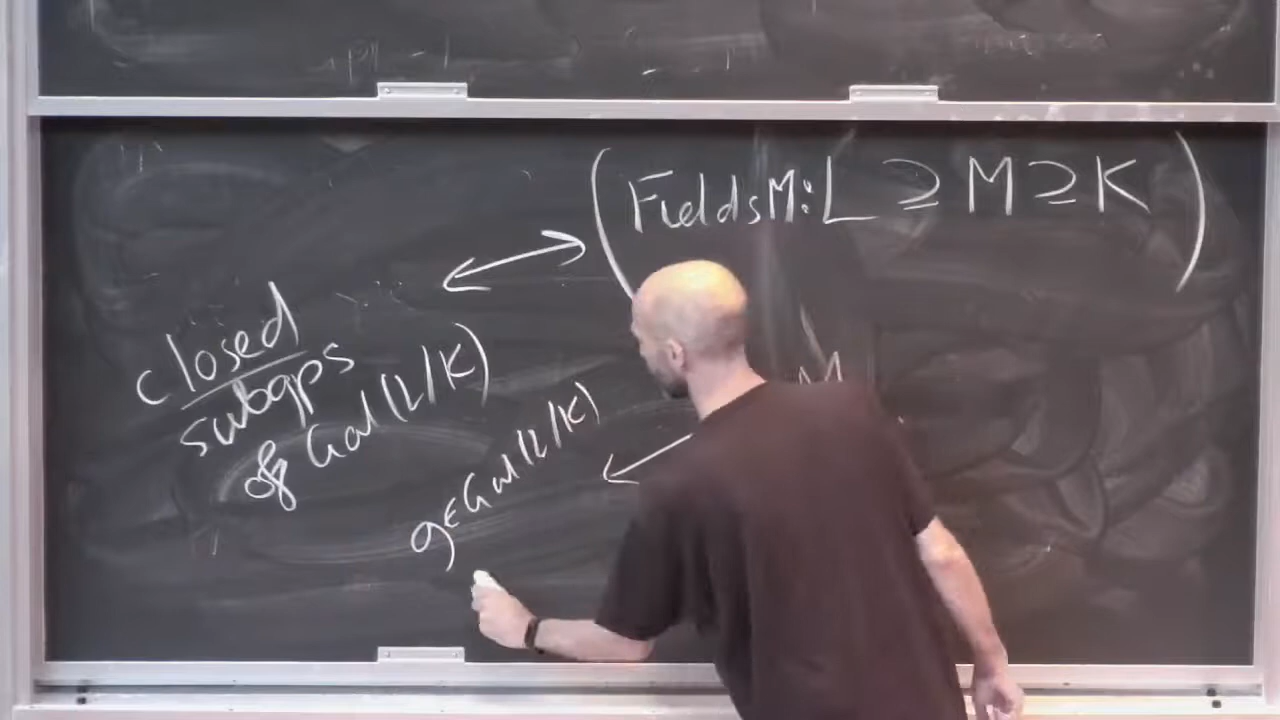 (Fields M: L ⊇ M ⊇ K)
closed
subgps
of Gal(L/K)
M
g ∈ Gal(L/K)